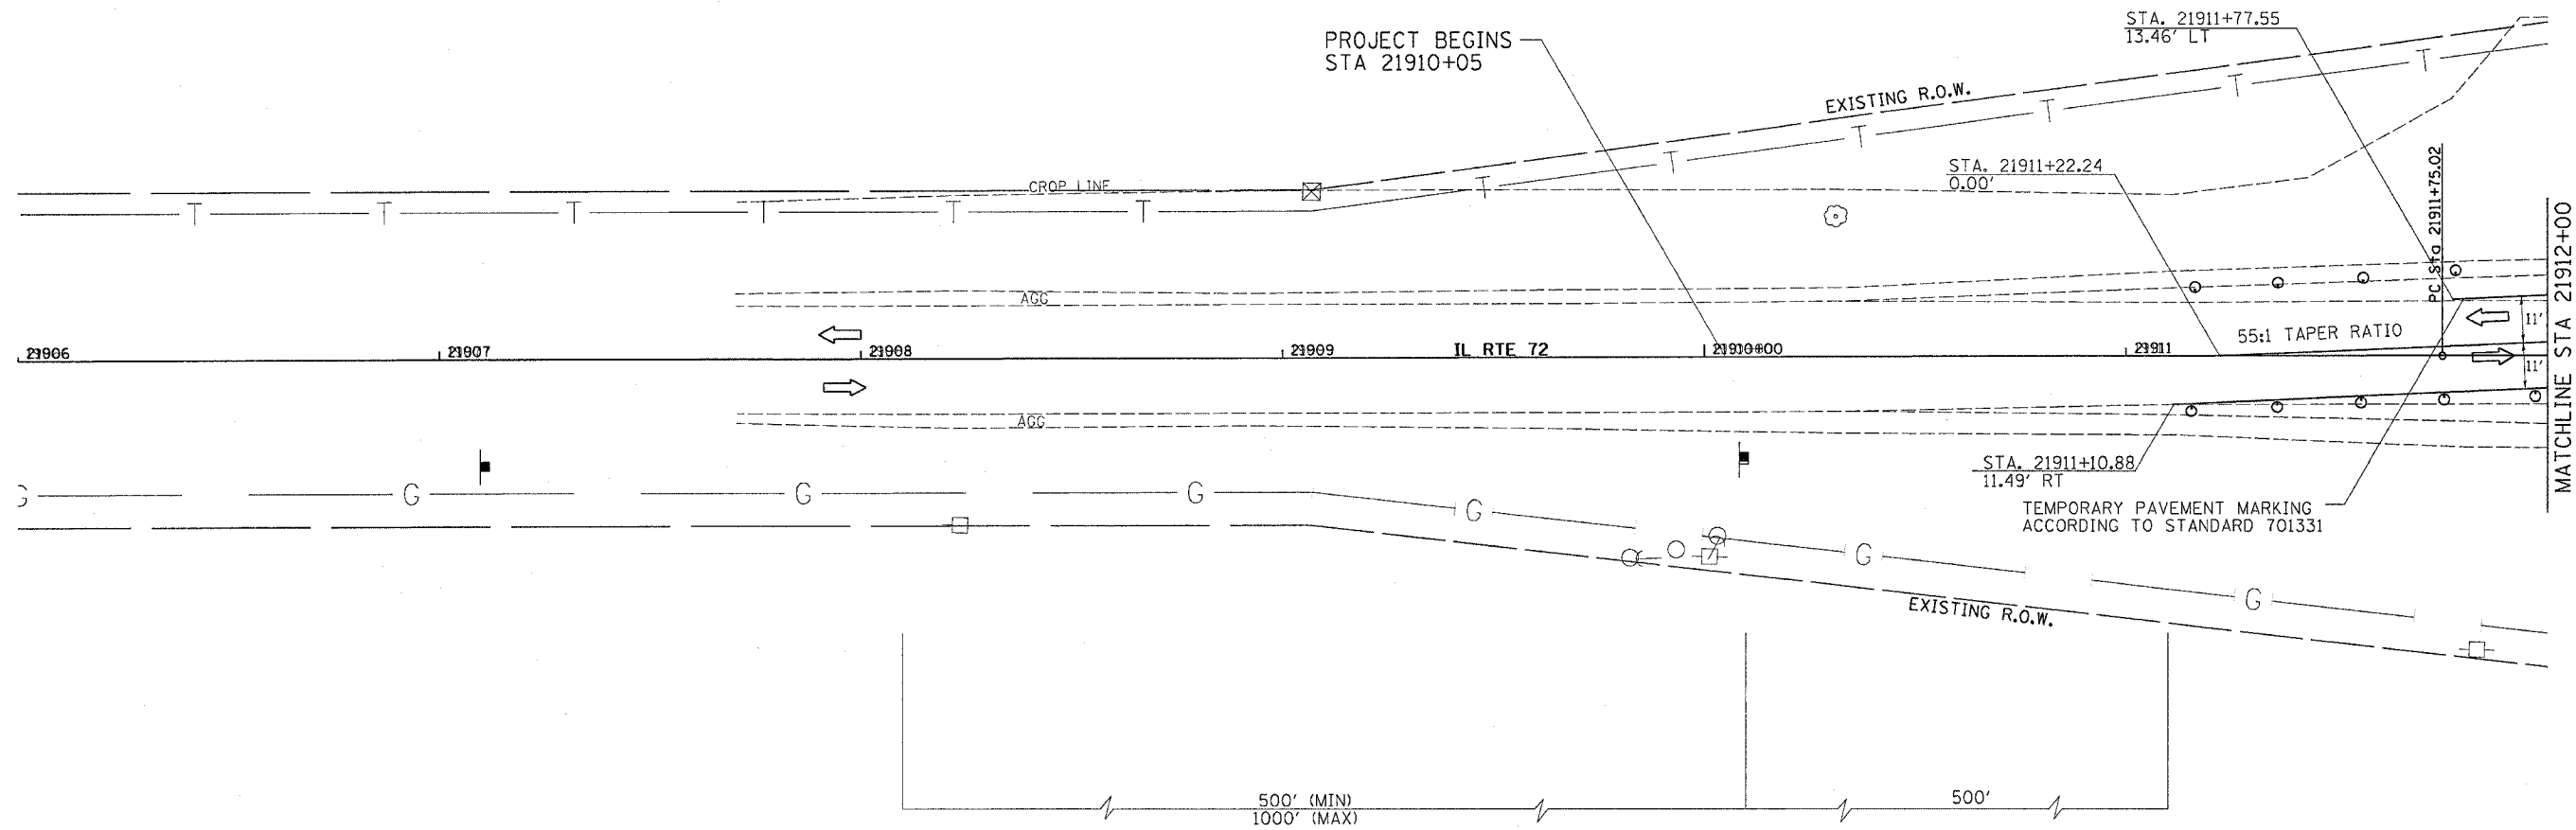 STA. 21911+77.55
13.46' LT
PROJECT BEGINS
STA 21910+05
EXISTING R.O.W.
T T T T T
STA. 21911+22.24
0.00'
CROP LINE
T T T T T T T
PC Sta 21911+75.02
MATCHLINE STA 21912+00
AGG
55:1 TAPER RATIO
11'
21906
21907
21908
21909
IL RTE 72
21910+00
21911
11'
AGG
STA. 21911+10.88
11.49' RT
TEMPORARY PAVEMENT MARKING
ACCORDING TO STANDARD 701331
G G G G G G
EXISTING R.O.W.
500' (MIN)
1000' (MAX)
500'